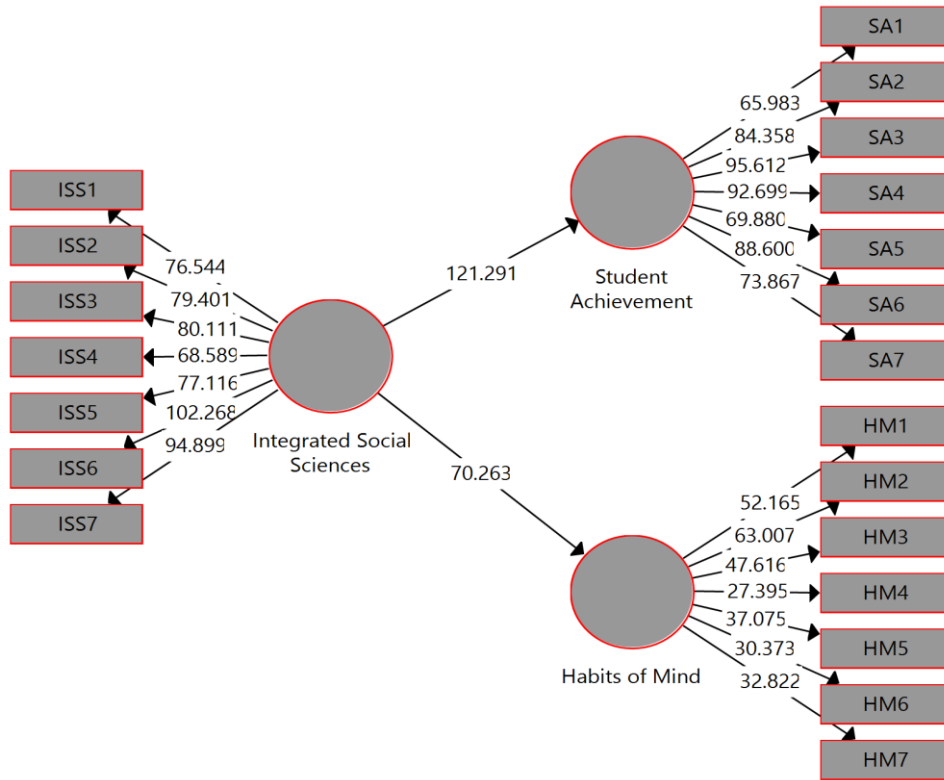 ISS1
ISS2
ISS3
ISS4
ISS5
ISS6
ISS7
76.544
79.401
80.111
68.589
77.116
102.268
94.899
Integrated Social
Sciences
121.291
70.263
Student
Achievement
65.983
84.358
95.612
92.699
69.880
88.600
73.867
SA1
SA2
SA3
SA4
SA5
SA6
SA7
Habits of Mind
52.165
63.007
47.616
27.395
37.075
30.373
32.822
HM1
HM2
HM3
HM4
HM5
HM6
HM7